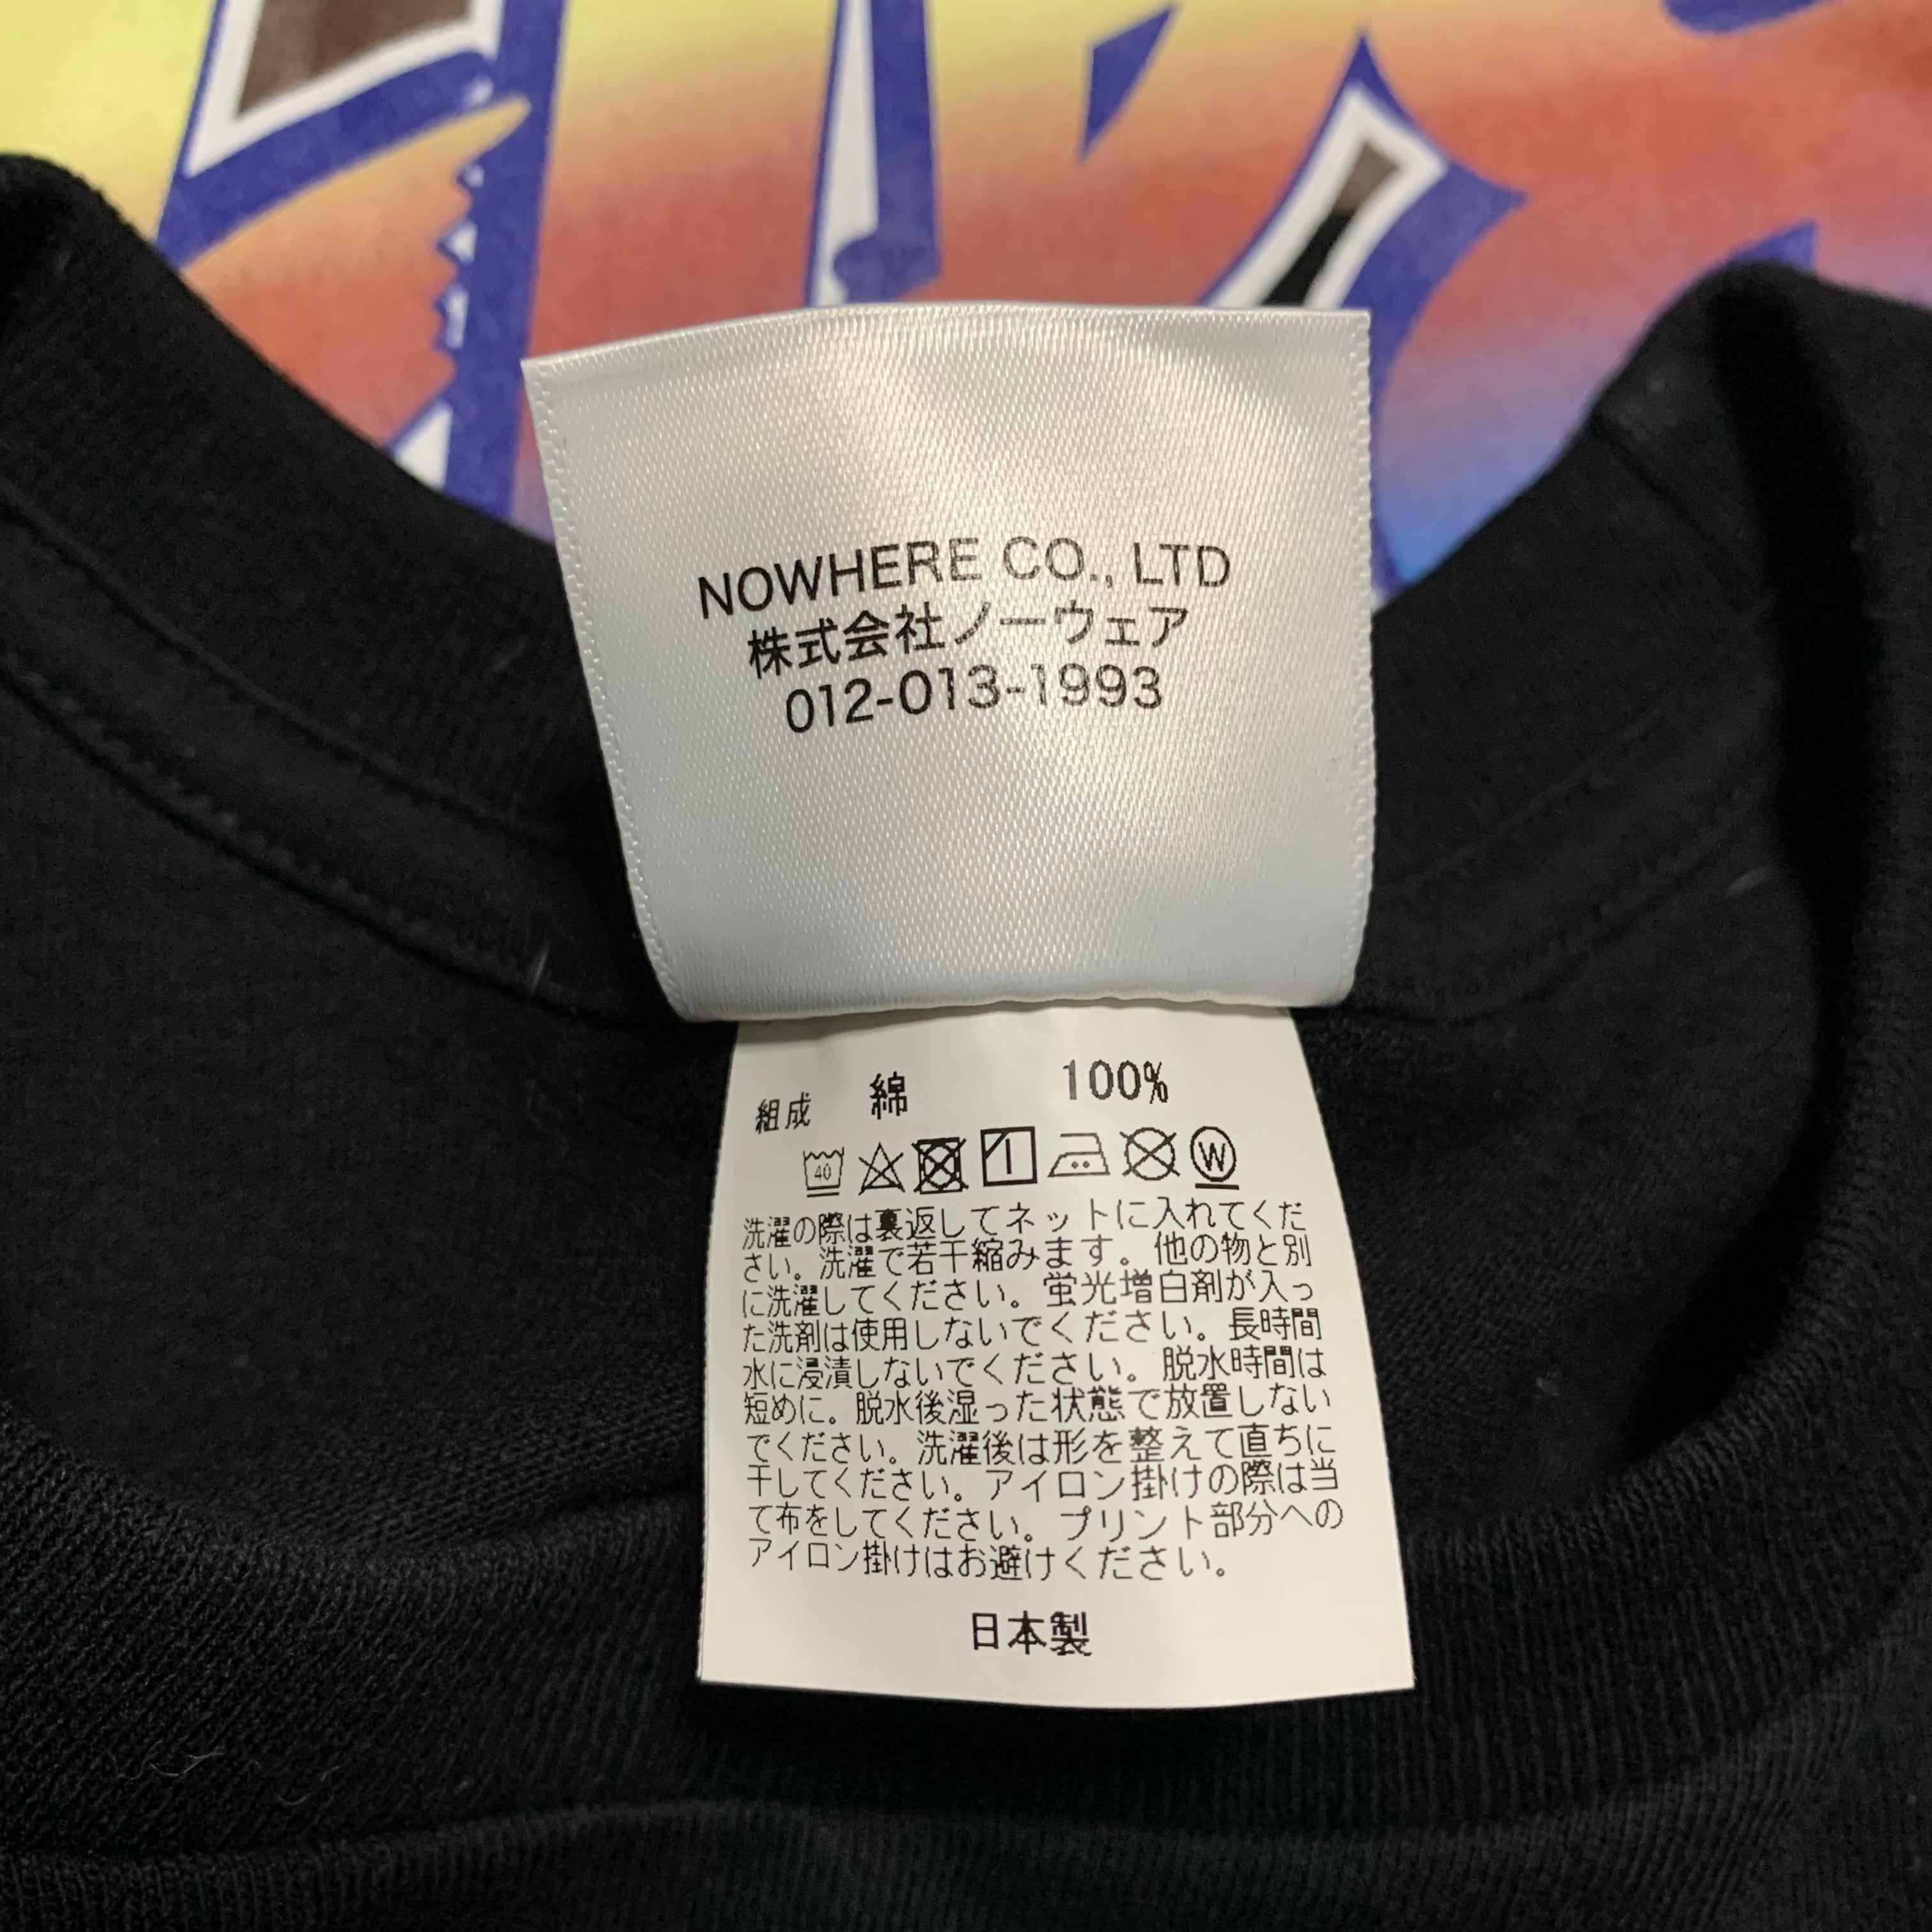 NOWHERE CO., LTD
株式会社ノーウェア
012-013-1993
組成 綿 100%
40 W
洗濯の際は裏返してネットに入れてくだ
さい。洗濯で若干縮みます。他の物と別
に洗濯してください。蛍光増白剤が入っ
た洗剤は使用しないでください。長時間
水に浸漬しないでください。脱水時間は
短めに。脱水後湿った状態で放置しない
でください。洗濯後は形を整えて直ちに
干してください。アイロン掛けの際は当
て布をしてください。プリント部分への
アイロン掛けはお避けください。
日本製